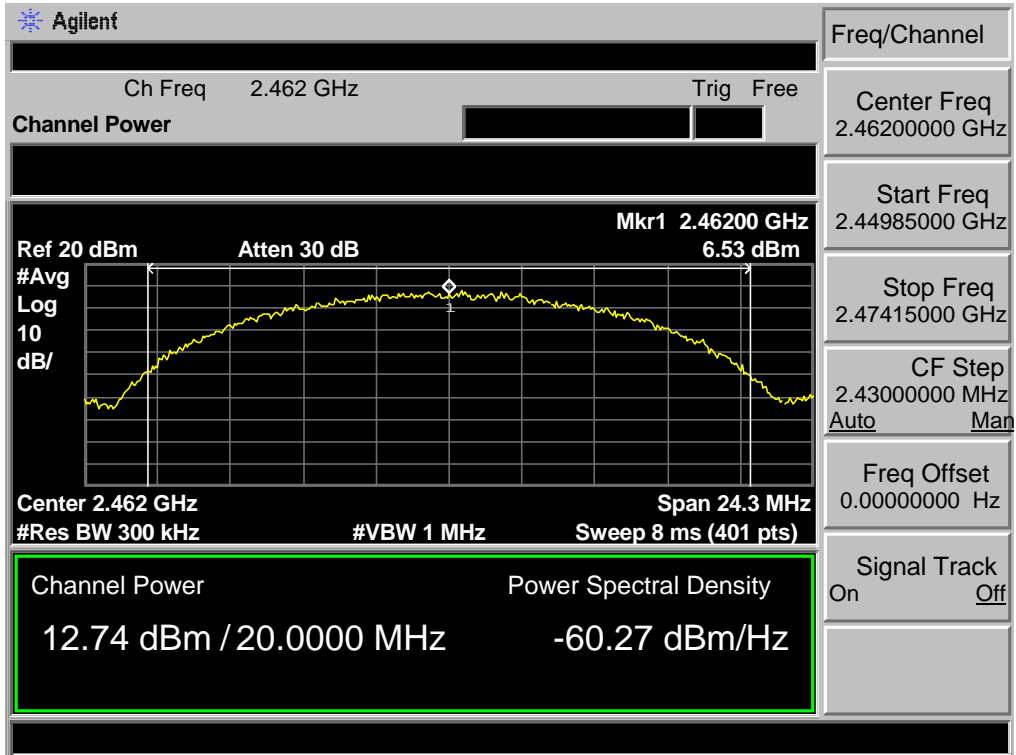 Agilent
Freq/Channel
Ch Freq 2.462 GHz Trig Free
Channel Power
Center Freq
2.46200000 GHz
Start Freq
2.44985000 GHz
Stop Freq
2.47415000 GHz
CF Step
2.43000000 MHz
Auto Man
Freq Offset
0.00000000 Hz
Signal Track
On Off
Mkr1 2.46200 GHz
Ref 20 dBm Atten 30 dB 6.53 dBm
#Avg
Log
10
dB/
1
Center 2.462 GHz Span 24.3 MHz
#Res BW 300 kHz #VBW 1 MHz Sweep 8 ms (401 pts)
Channel Power Power Spectral Density
12.74 dBm / 20.0000 MHz -60.27 dBm/Hz